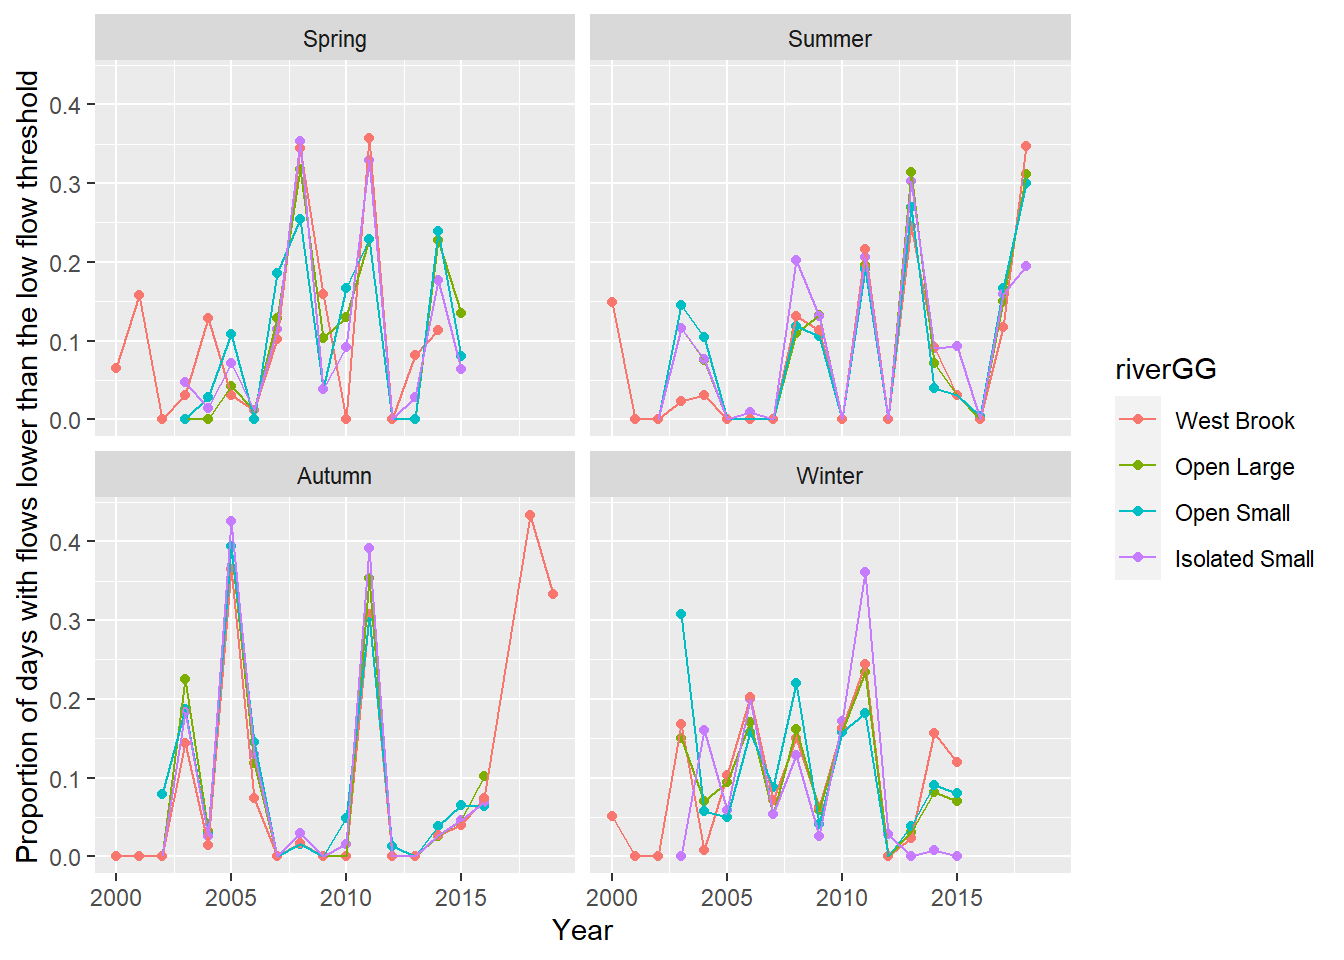 Spring
Summer
0.4
0.3
0.2
0.1
0.0
Autumn
Winter
0.4
0.3
0.2
0.1
0.0
2000 2005 2010 2015
2000 2005 2010 2015
Year
Proportion of days with flows lower than the low flow threshold
riverGG
West Brook
Open Large
Open Small
Isolated Small